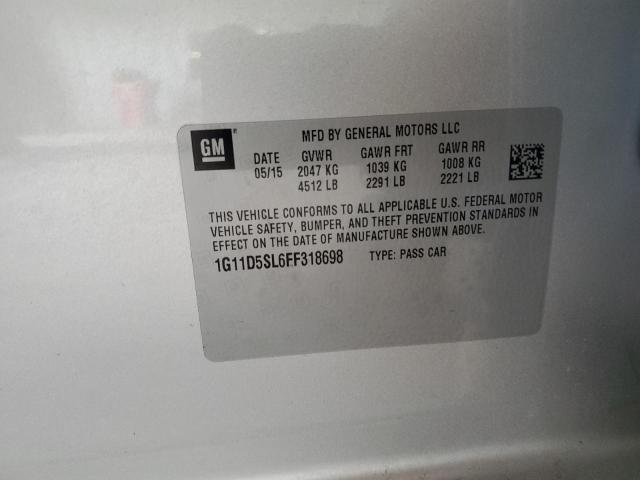 GM® MFD BY GENERAL MOTORS LLC
DATE GVWR GAWR FRT GAWR RR
05/15 2047 KG 1039 KG 1008 KG
4512 LB 2291 LB 2221 LB
THIS VEHICLE CONFORMS TO ALL APPLICABLE U.S. FEDERAL MOTOR
VEHICLE SAFETY, BUMPER, AND THEFT PREVENTION STANDARDS IN
EFFECT ON THE DATE OF MANUFACTURE SHOWN ABOVE.
1G11D5SL6FF318698 TYPE: PASS CAR